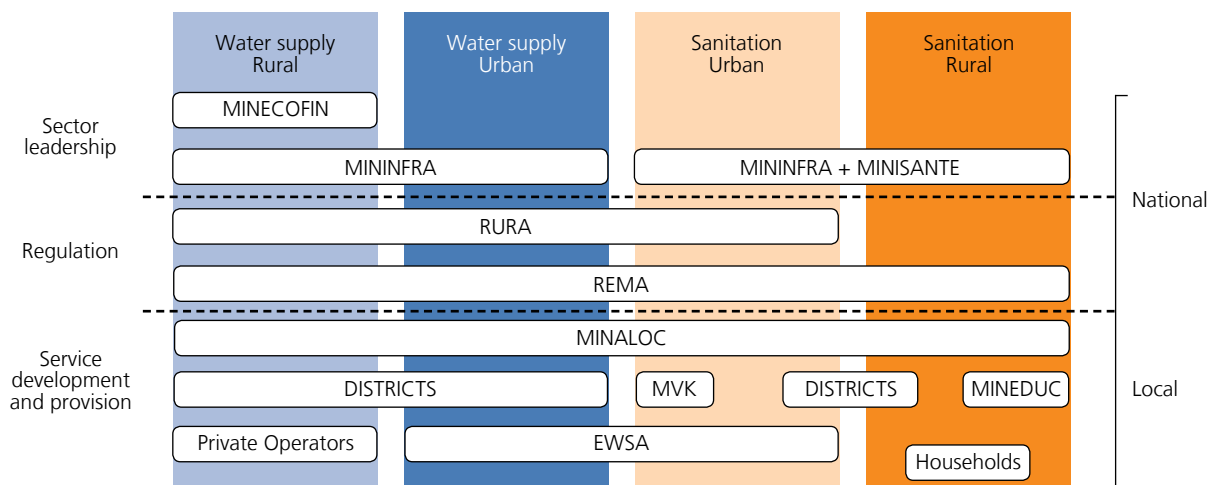 Water supply
Rural
Water supply
Urban
Sanitation
Urban
Sanitation
Rural
Sector
leadership
MINECOFIN
MININFRA
MININFRA + MINISANTE
National
Regulation
RURA
REMA
Service
development
and provision
MINALOC
DISTRICTS
MVK
DISTRICTS
MINEDUC
Local
Private Operators
EWSA
Households